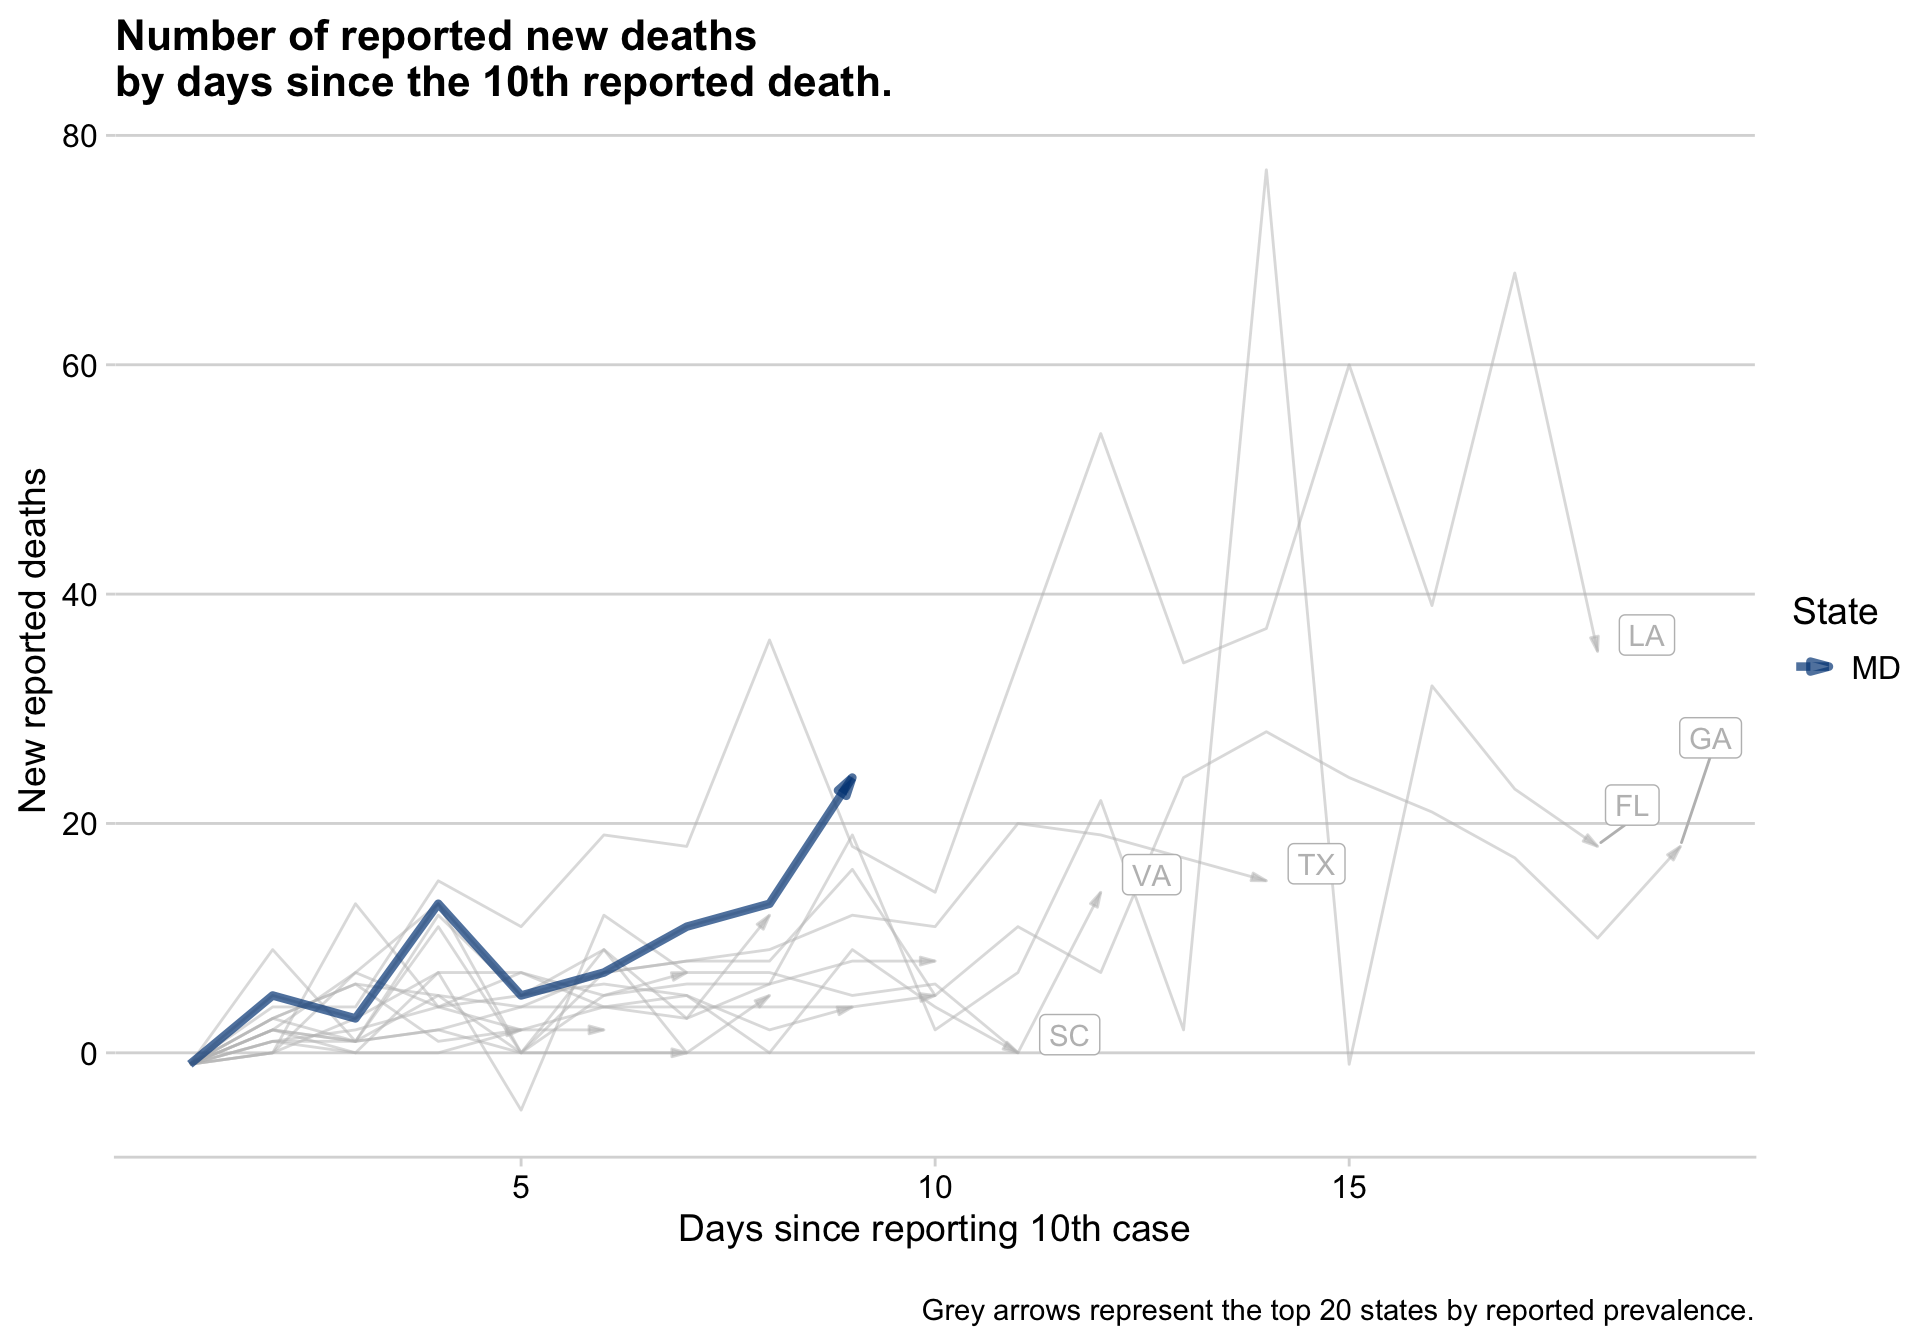 Number of reported new deaths
by days since the 10th reported death.
80
60
40
20
0
New reported deaths
LA
GA
FL
TX
VA
SC
State
MD
5
10
15
Days since reporting 10th case
Grey arrows represent the top 20 states by reported prevalence.